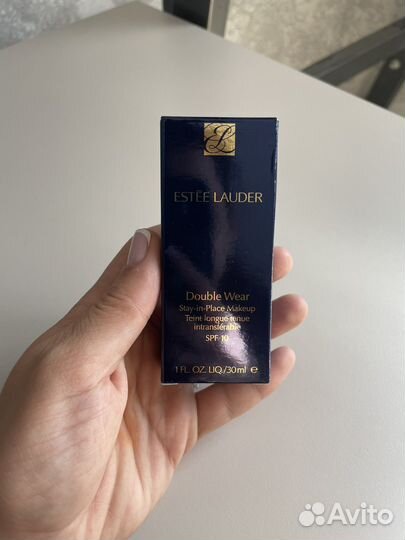 ESTĒE LAUDER
Double Wear
Stay-in-Place Makeup
Teint longue tenue
intransférable
SPF 10
1 FL. OZ. LIQ./30ml e
Avito